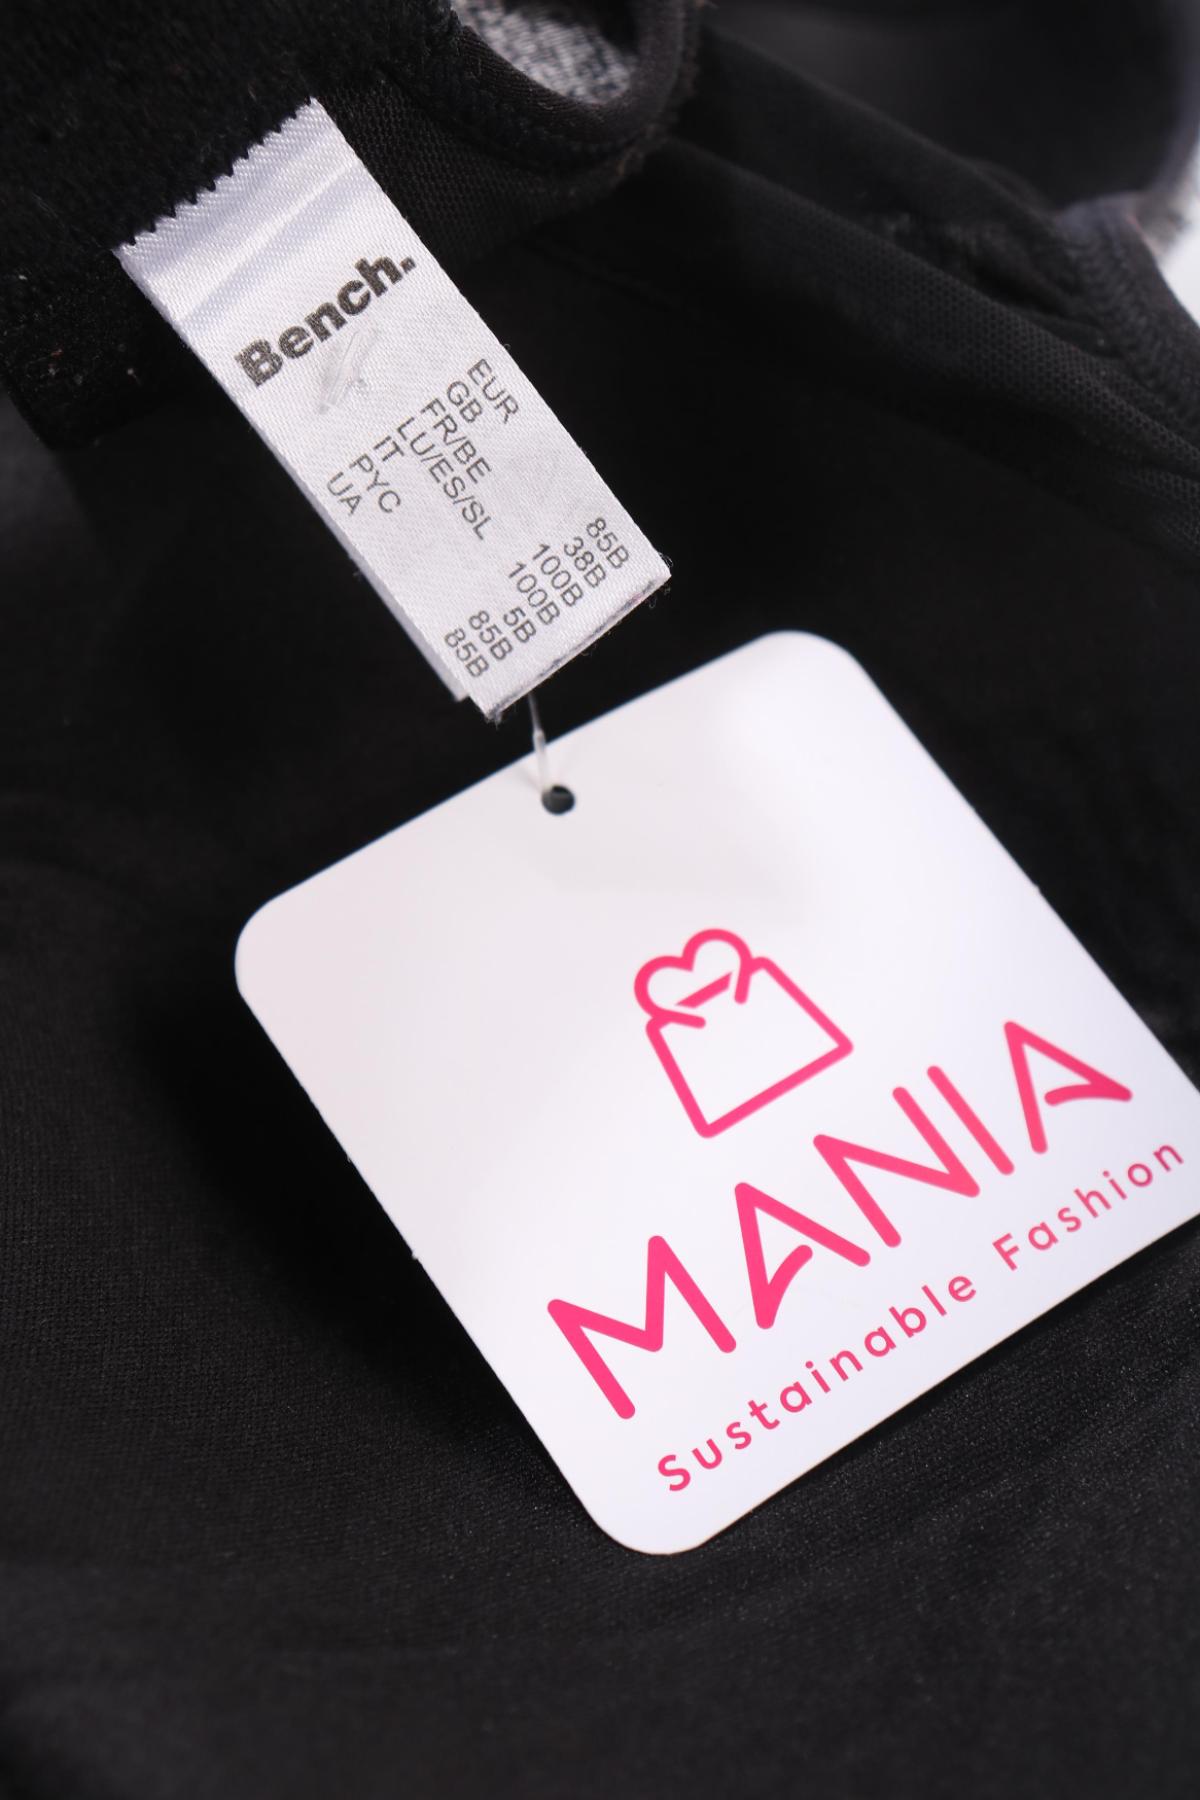 Bench.
EUR 85B
GB 38B
FR/BE 100B
LU/ES/SL 100B
IT 5B
PYC 85B
UA 85B
MANIA
Sustainable Fashion